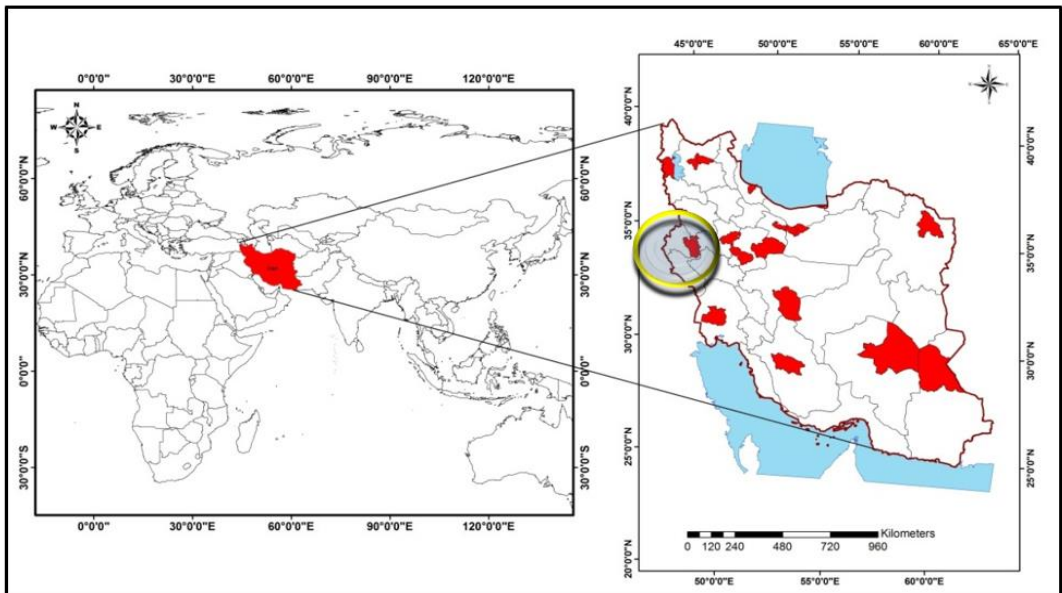 0°0'0" 30°0'0"E 60°0'0"E 90°0'0"E 120°0'0"E
N
W E
S
60°0'0"N
30°0'0"N
0°0'0"
30°0'0"S
60°0'0"N
30°0'0"N
0°0'0"
30°0'0"S
0°0'0" 30°0'0"E 60°0'0"E 90°0'0"E 120°0'0"E
45°0'0"E 50°0'0"E 55°0'0"E 60°0'0"E 65°0'0"E
40°0'0"N
35°0'0"N
30°0'0"N
25°0'0"N
20°0'0"N
40°0'0"N
35°0'0"N
30°0'0"N
25°0'0"N
Kilometers
0 120 240 480 720 960
50°0'0"E 55°0'0"E 60°0'0"E